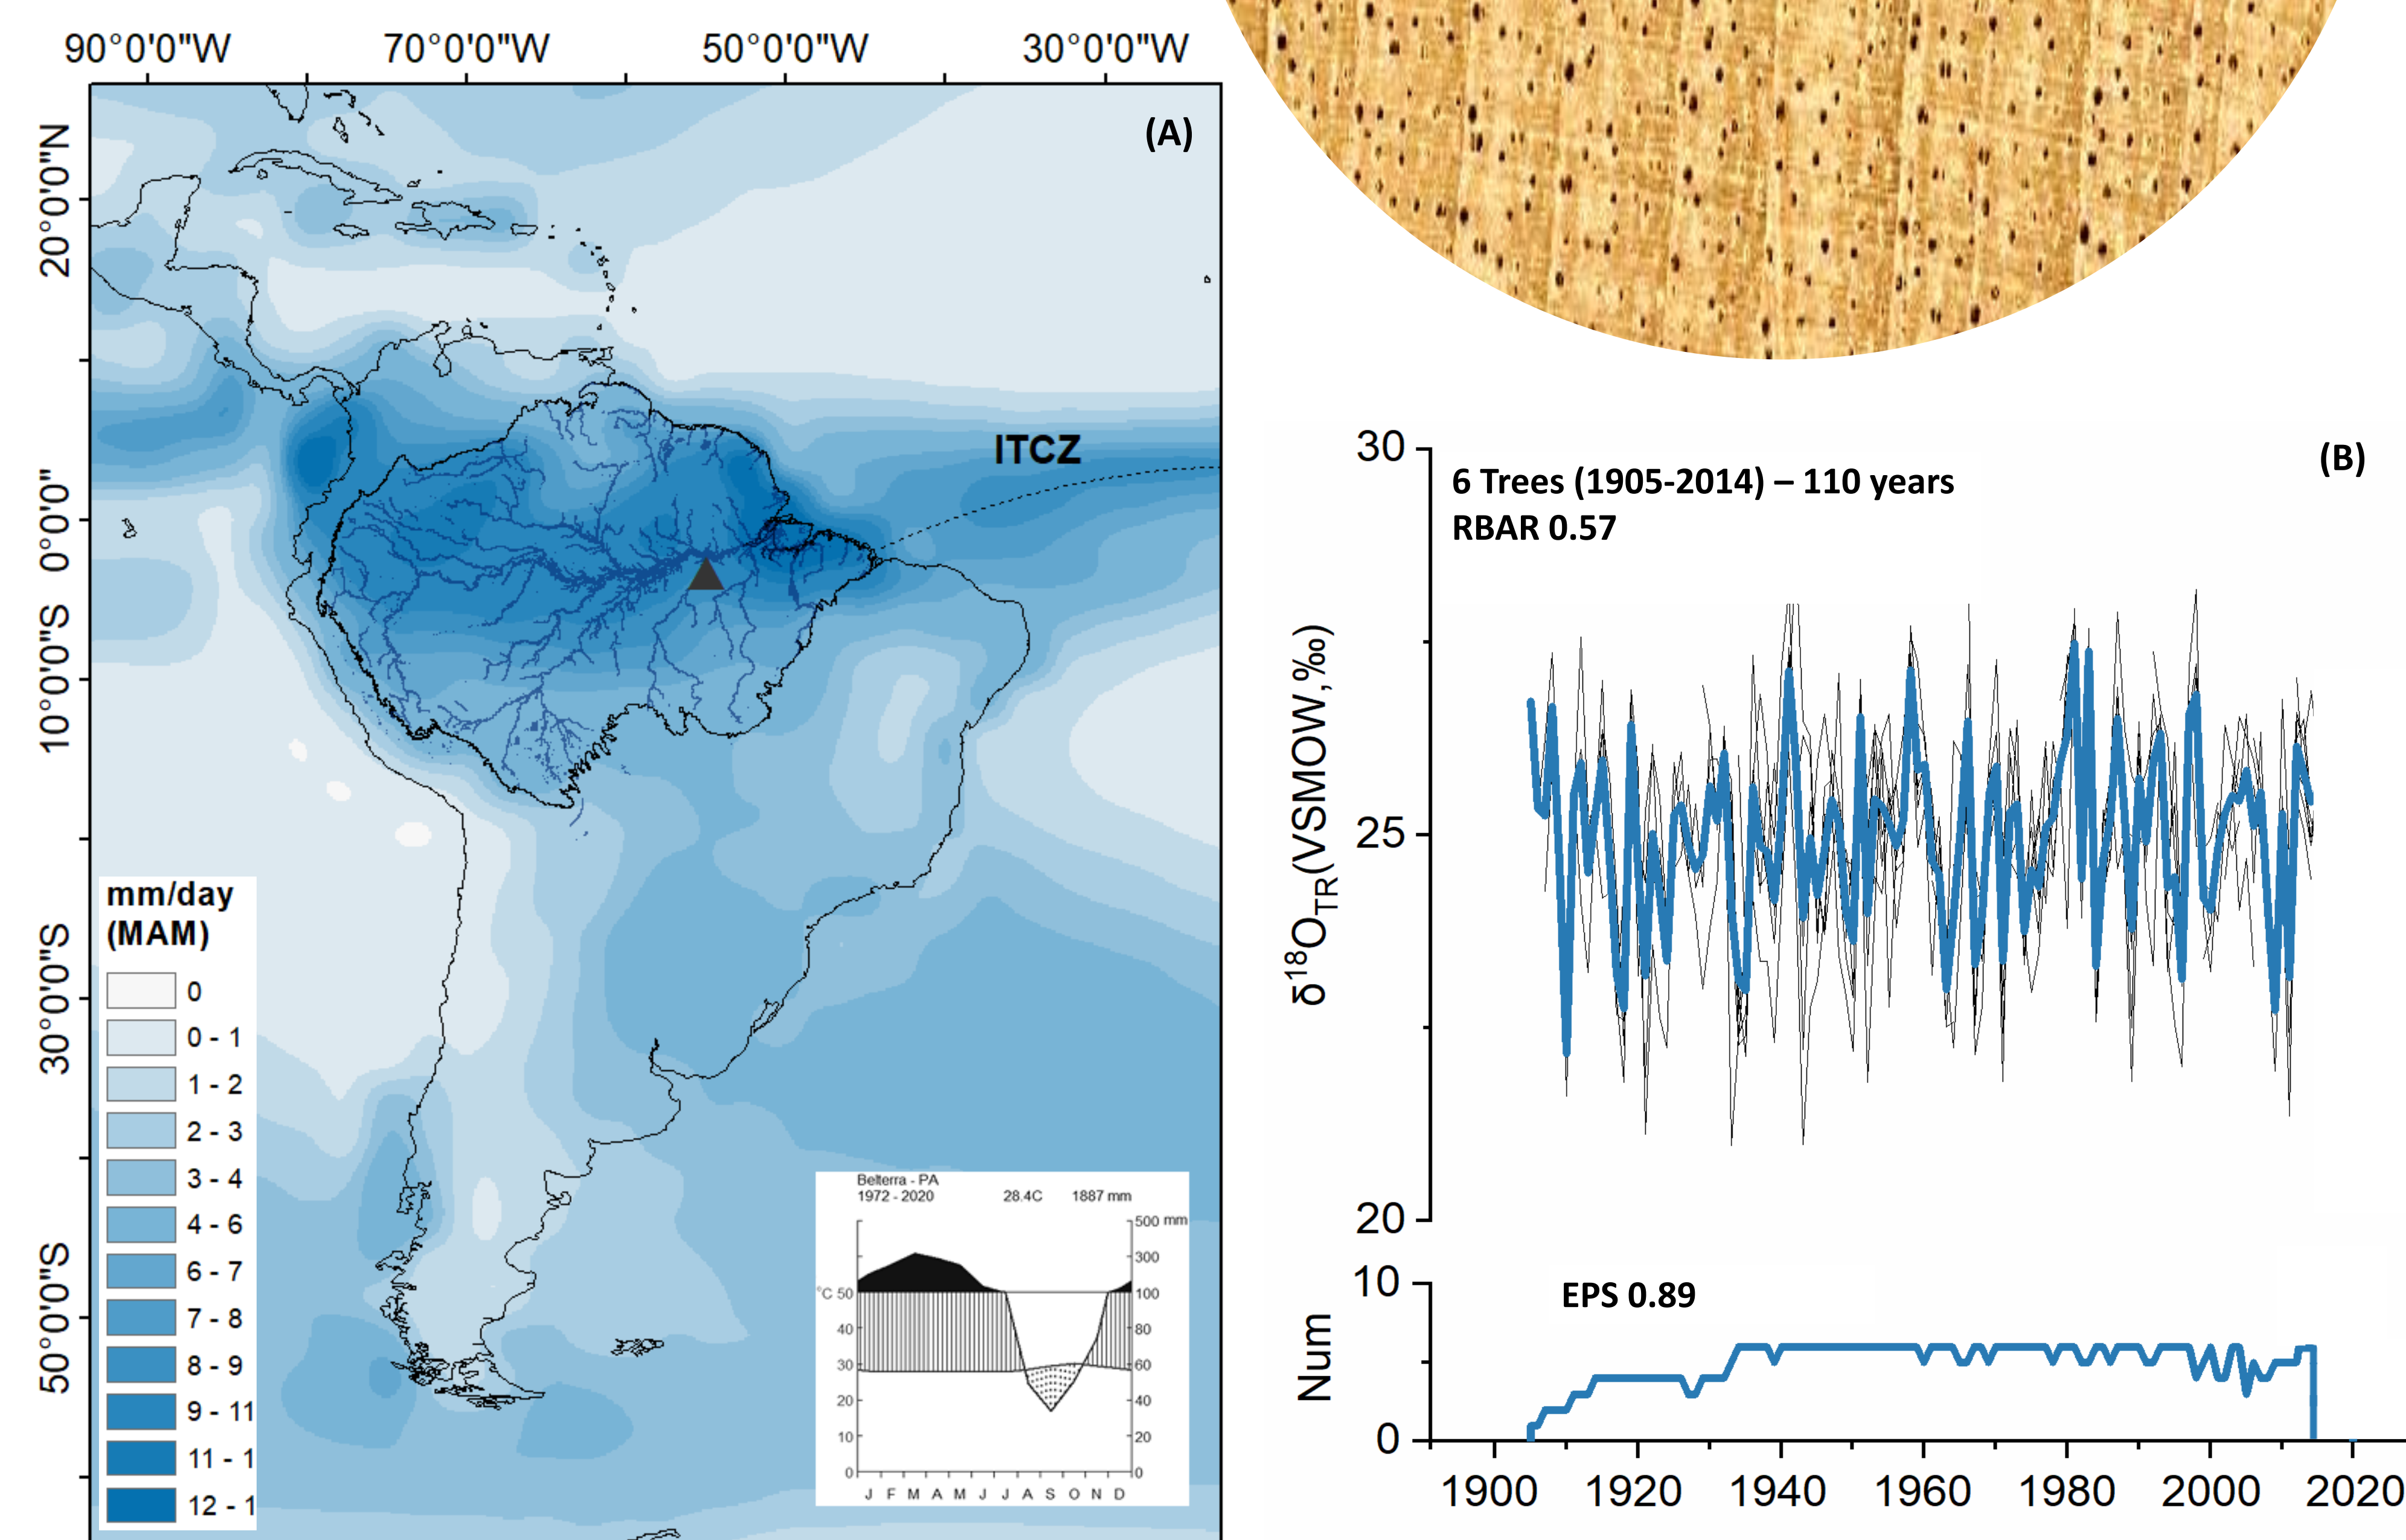 90°0'0"W 70°0'0"W 50°0'0"W 30°0'0"W
20°0'0"N
0°0'0"
10°0'0"S
30°0'0"S
50°0'0"S
(A)
ITCZ
mm/day
(MAM)
0
0 - 1
1 - 2
2 - 3
3 - 4
4 - 6
6 - 7
7 - 8
8 - 9
9 - 11
11 - 1
12 - 1
Belterra - PA
1972 - 2020 28.4C 1887 mm
500 mm
300
°C 50 100
40 80
30 60
20 40
10 20
0 0
J F M A M J J A S O N D
(B)
30
6 Trees (1905-2014) – 110 years
RBAR 0.57
25
δ18OTR(VSMOW,‰)
20
10
EPS 0.89
Num
0
1900 1920 1940 1960 1980 2000 2020